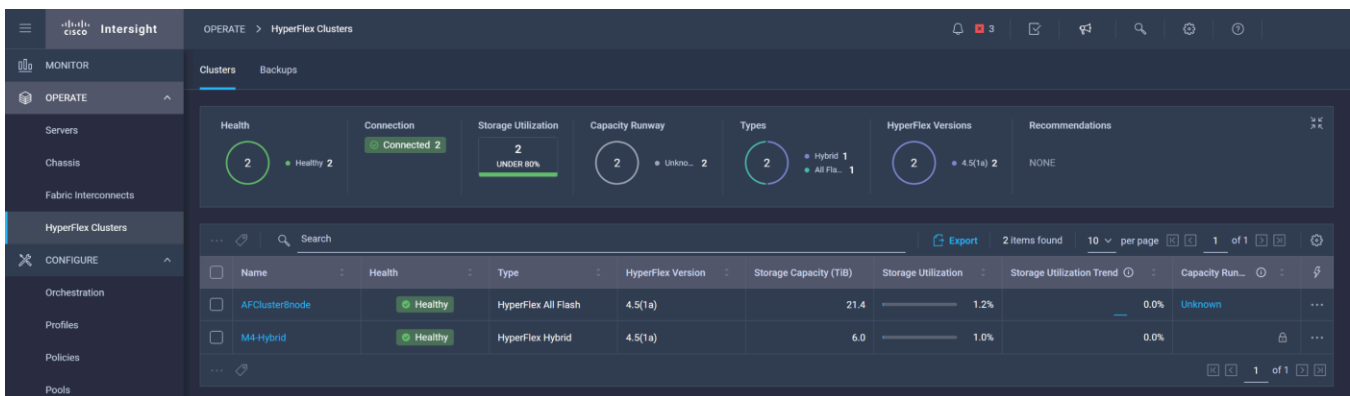 CISCO Intersight
OPERATE > HyperFlex Clusters
3
MONITOR
OPERATE
Servers
Chassis
Fabric Interconnects
HyperFlex Clusters
CONFIGURE
Orchestration
Profiles
Policies
Pools
Clusters Backups
Health
2
Healthy 2
Connection
Connected 2
Storage Utilization
2
UNDER 80%
Capacity Runway
2
Unkno... 2
Types
2
Hybrid 1
All Fla... 1
HyperFlex Versions
2
4.5(1a) 2
Recommendations
NONE
... Search Export 2 items found 10 per page 1 of 1
Name Health Type HyperFlex Version Storage Capacity (TiB) Storage Utilization Storage Utilization Trend Capacity Run...
AFCluster8node Healthy HyperFlex All Flash 4.5(1a) 21.4 1.2% 0.0% Unknown ...
M4-Hybrid Healthy HyperFlex Hybrid 4.5(1a) 6.0 1.0% 0.0% ...
... 1 of 1